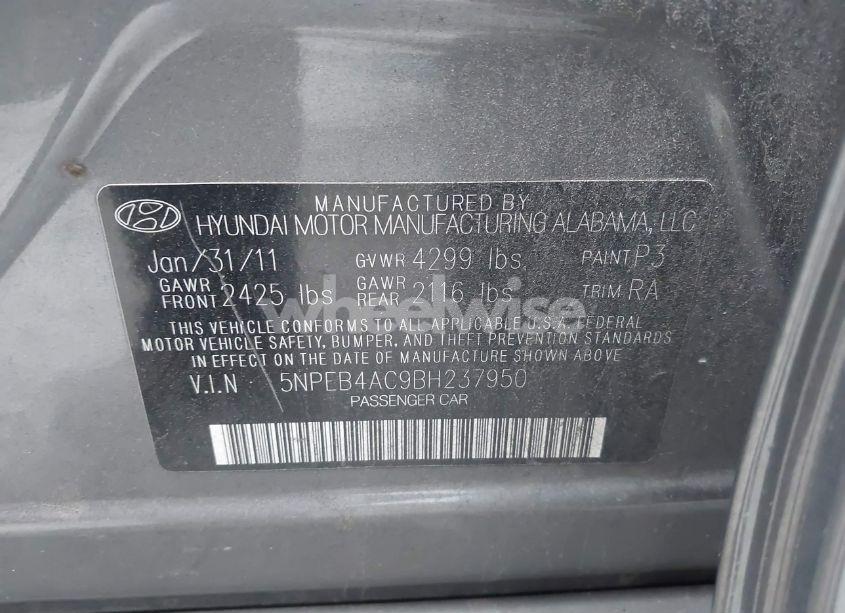 MANUFACTURED BY
HYUNDAI MOTOR MANUFACTURING ALABAMA, LLC
Jan/31/11 GVWR 4299 lbs. PAINT P3
GAWR FRONT 2425 lbs GAWR REAR 2116 lbs TRIM RA
wheelwise
THIS VEHICLE CONFORMS TO ALL APPLICABLE U.S.A. FEDERAL
MOTOR VEHICLE SAFETY, BUMPER, AND THEFT PREVENTION STANDARDS
IN EFFECT ON THE DATE OF MANUFACTURE SHOWN ABOVE
V.I.N 5NPEB4AC9BH237950
PASSENGER CAR